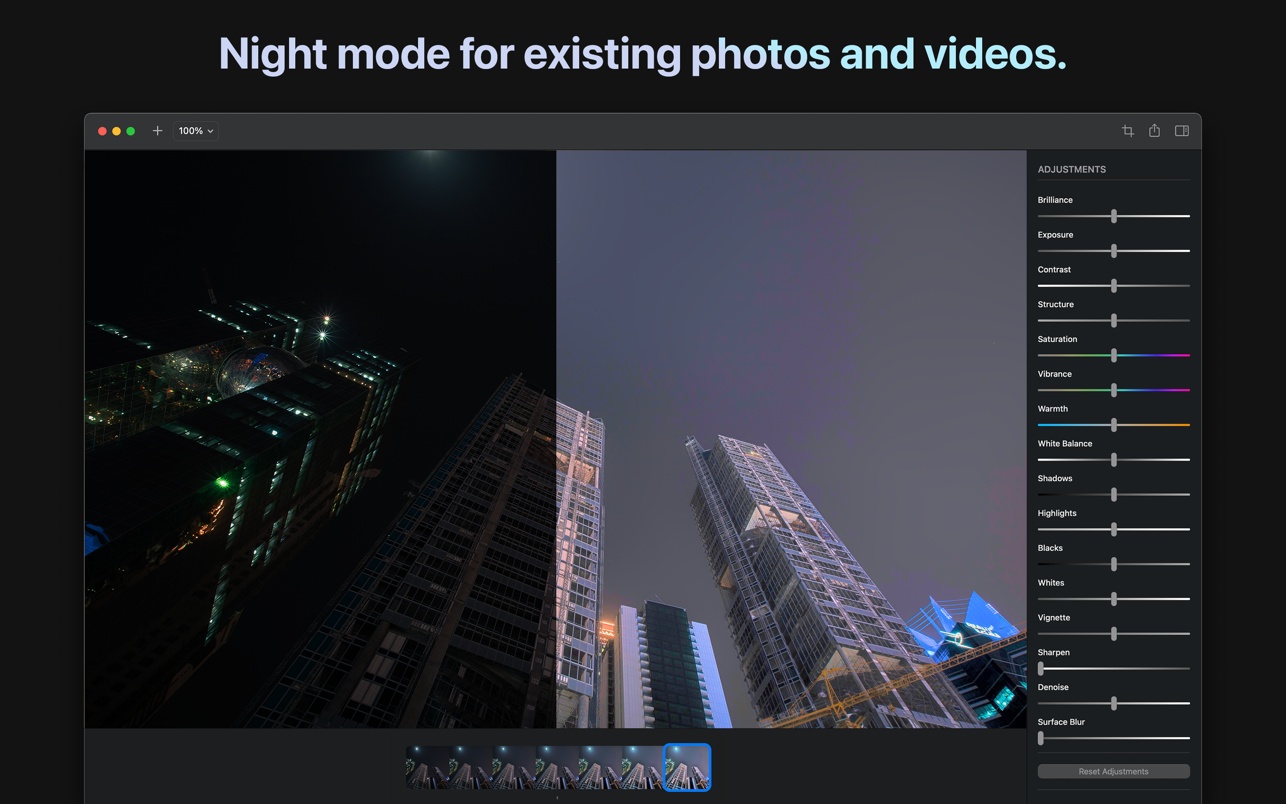 Night mode for existing photos and videos.
100%
ADJUSTMENTS
Brilliance
Exposure
Contrast
Structure
Saturation
Vibrance
Warmth
White Balance
Shadows
Highlights
Blacks
Whites
Vignette
Sharpen
Denoise
Surface Blur
Reset Adjustments